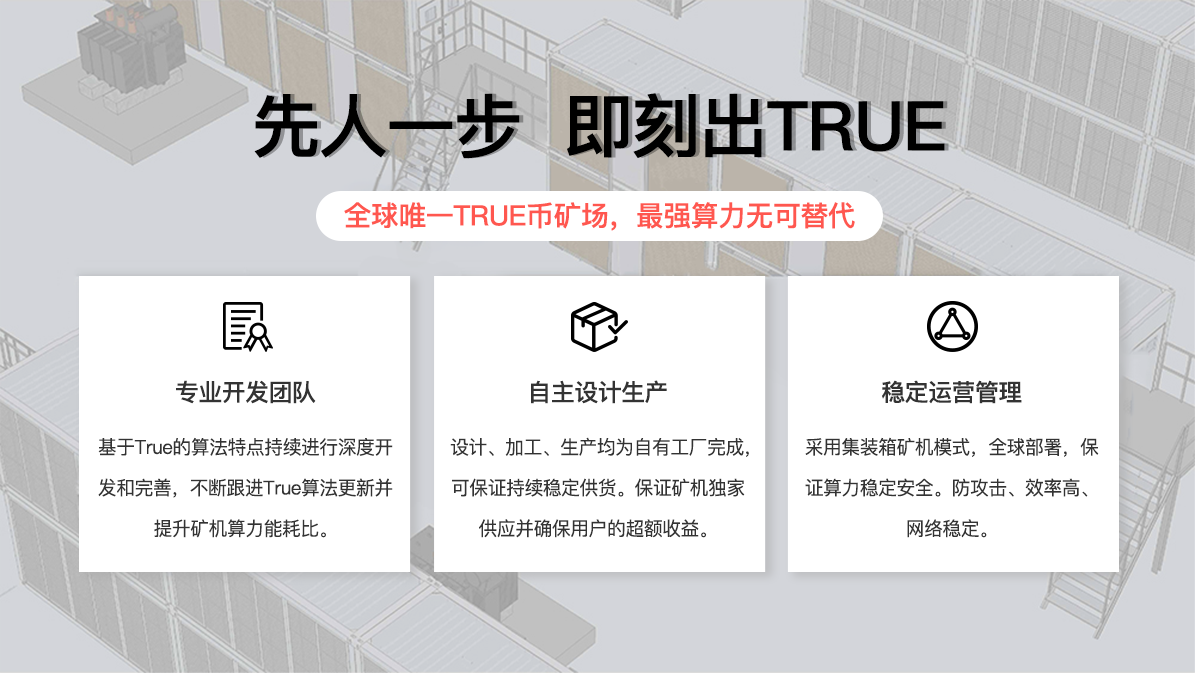 先人一步 即刻出TRUE
全球唯一TRUE币矿场，最强算力无可替代
专业开发团队
基于True的算法特点持续进行深度开
发和完善，不断跟进True算法更新并
提升矿机算力能耗比。
自主设计生产
设计、加工、生产均为自有工厂完成，
可保证持续稳定供货。保证矿机独家
供应并确保用户的超额收益。
稳定运营管理
采用集装箱矿机模式，全球部署，保
证算力稳定安全。防攻击、效率高、
网络稳定。